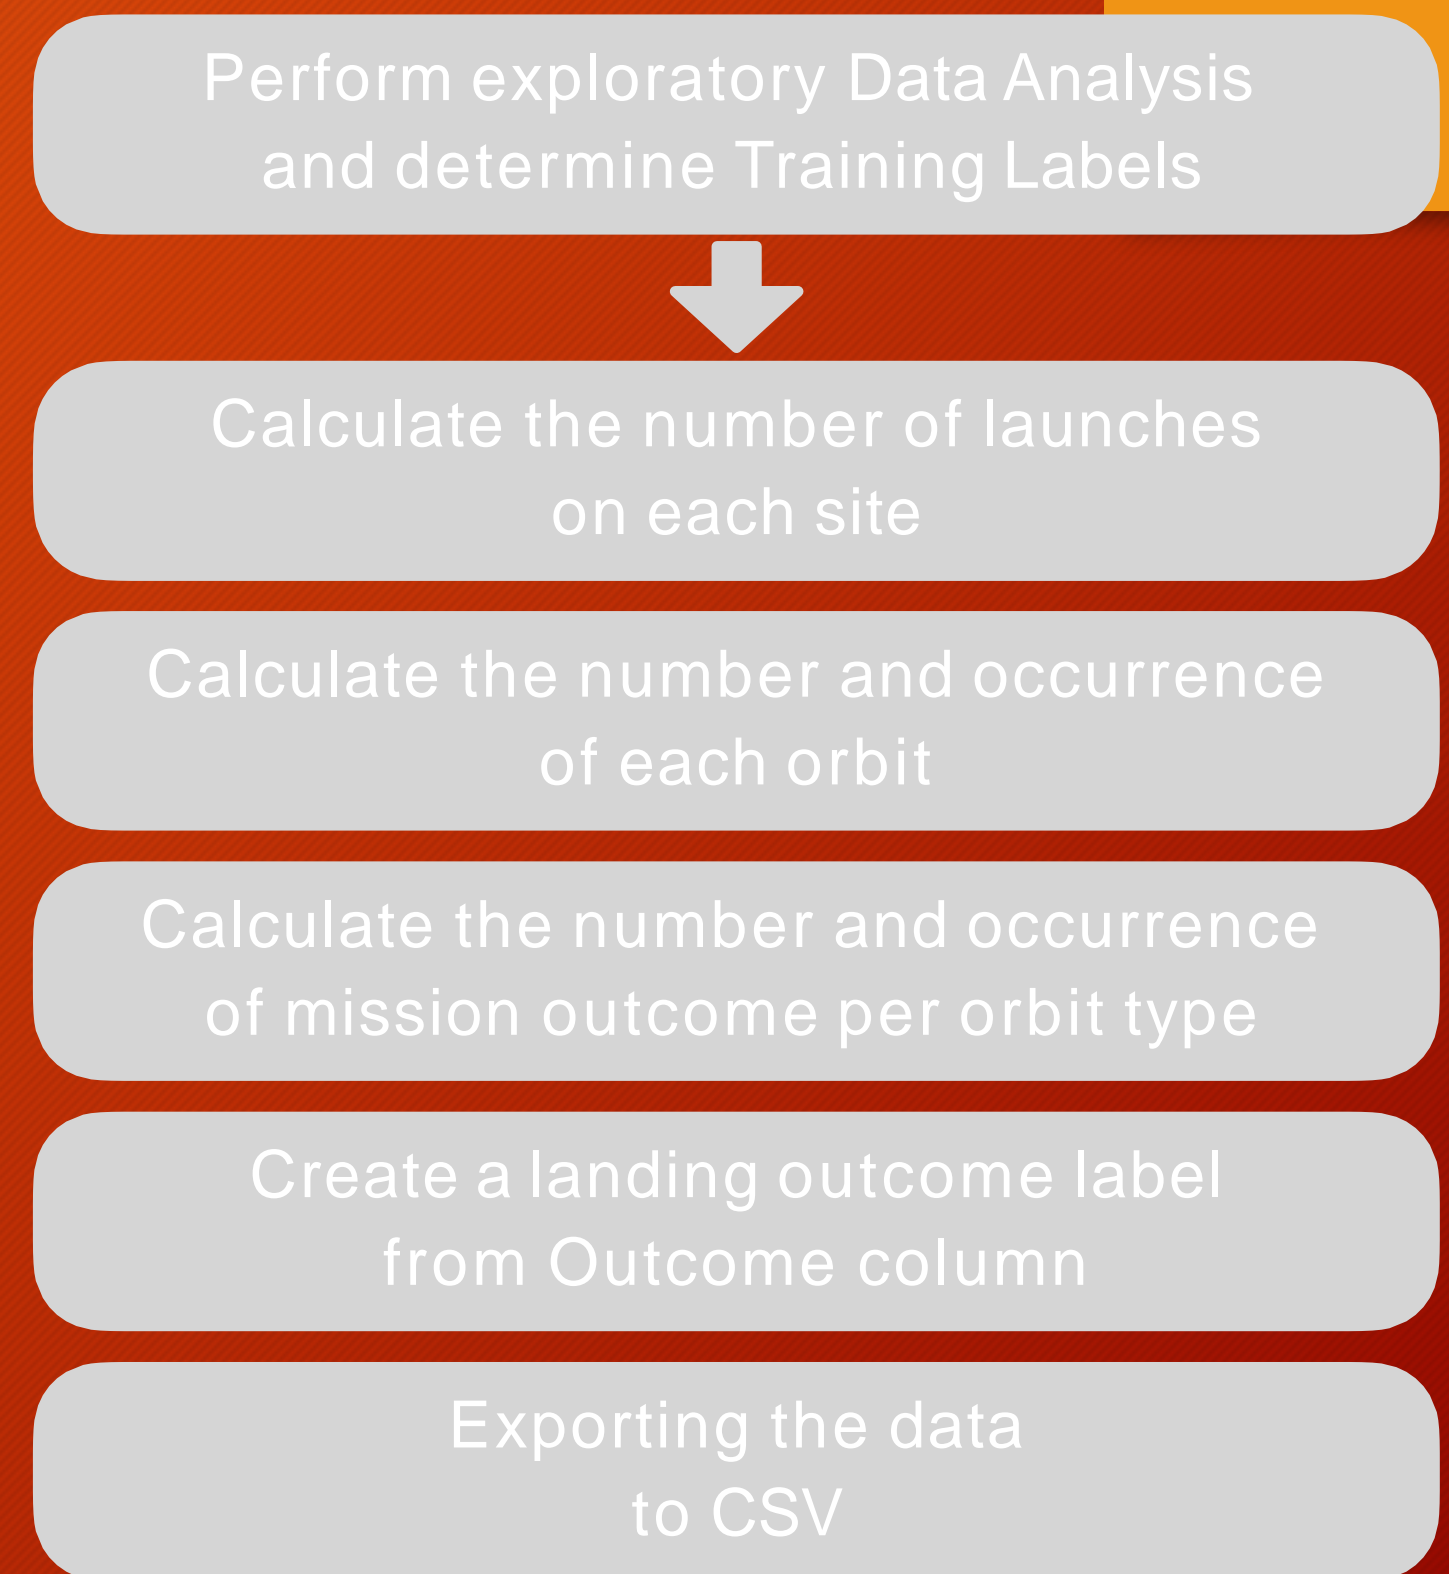 Perform exploratory Data Analysis
and determine Training Labels
Calculate the number of launches
on each site
Calculate the number and occurrence
of each orbit
Calculate the number and occurrence
of mission outcome per orbit type
Create a landing outcome label
from Outcome column
Exporting the data
to CSV